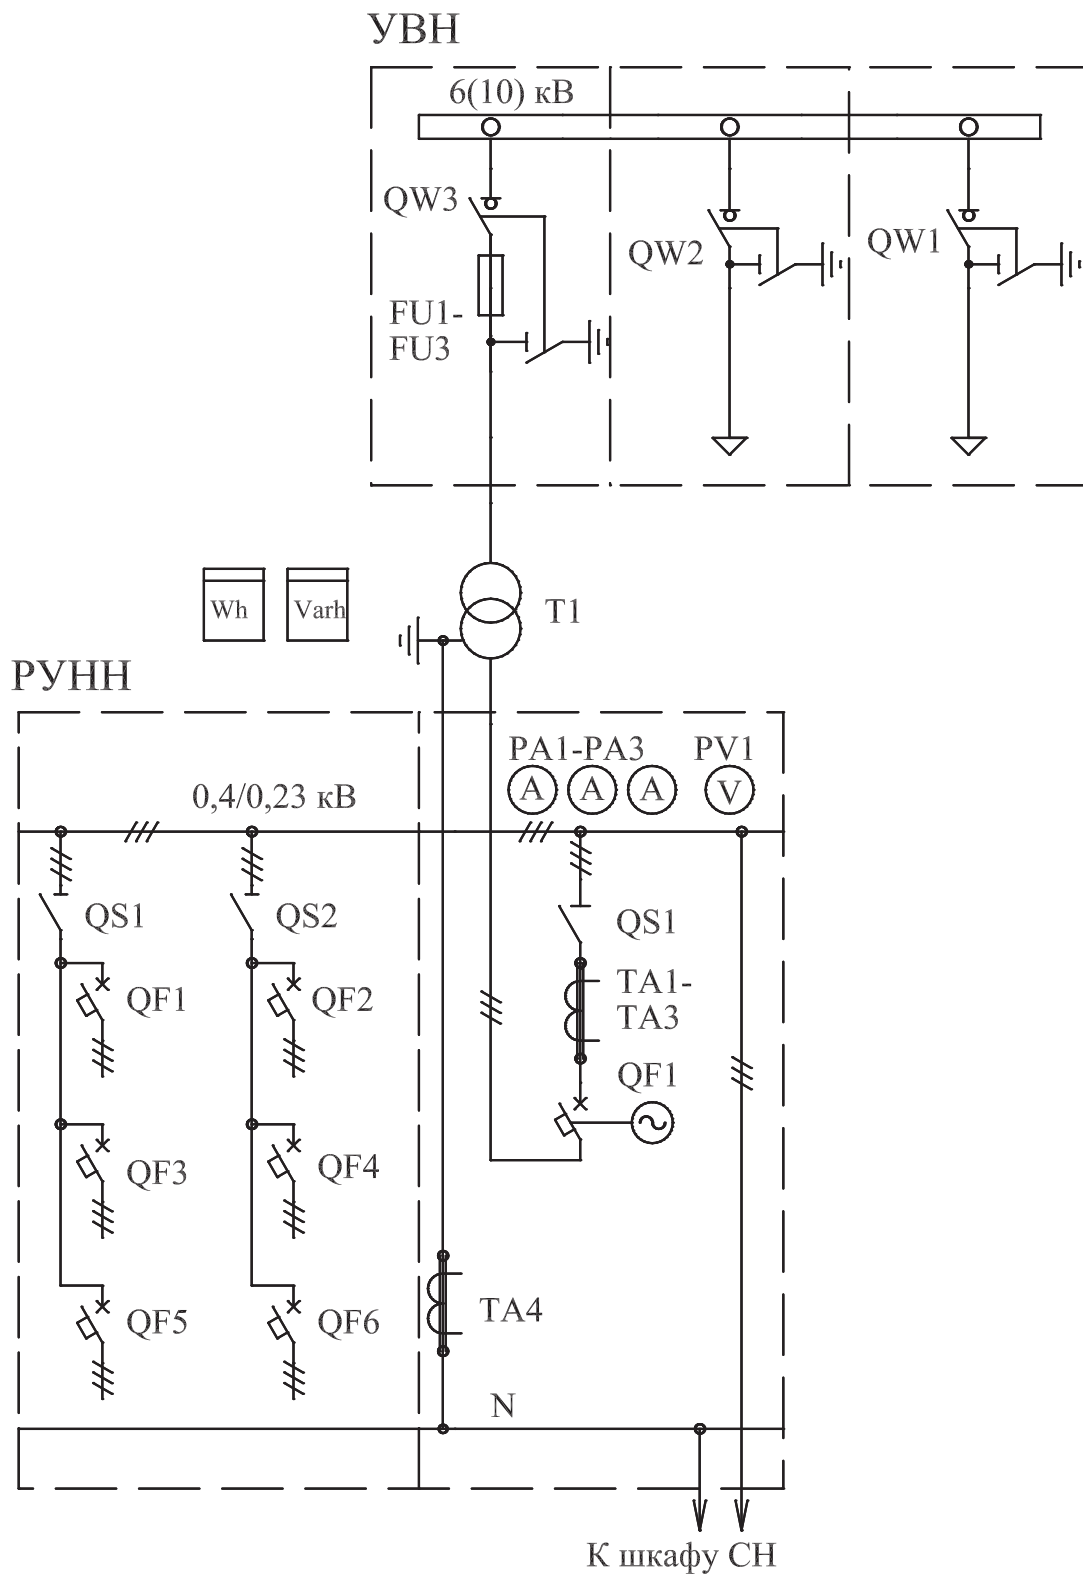 УВН
6(10) кВ
QW3
QW2
QW1
FU1-
FU3
Wh
Varh
T1
РУНН
PA1-PA3
PV1
A
A
A
V
0,4/0,23 кВ
QS1
QS2
QS1
QF1
QF2
TA1-
TA3
QF1
QF3
QF4
QF5
QF6
TA4
N
К шкафу СН